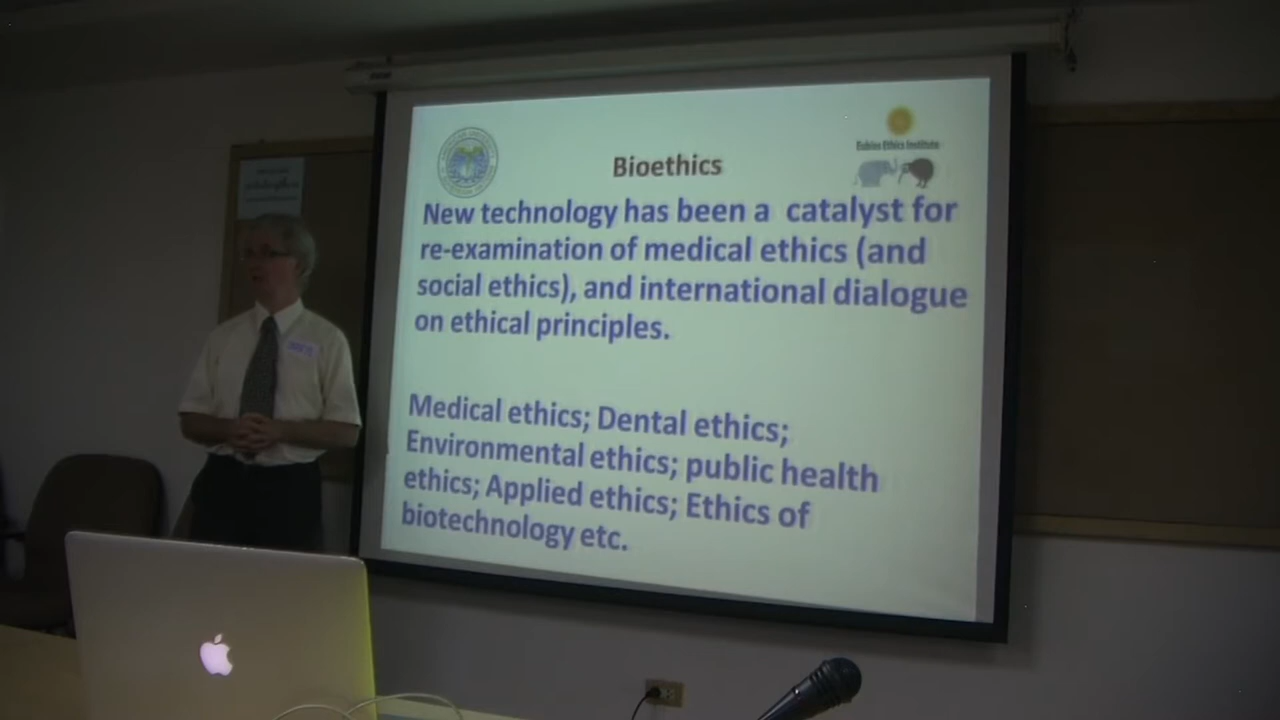 Eubios Ethics Institute
Bioethics
New technology has been a catalyst for
re-examination of medical ethics (and
social ethics), and international dialogue
on ethical principles.
Medical ethics; Dental ethics;
Environmental ethics; public health
ethics; Applied ethics; Ethics of
biotechnology etc.